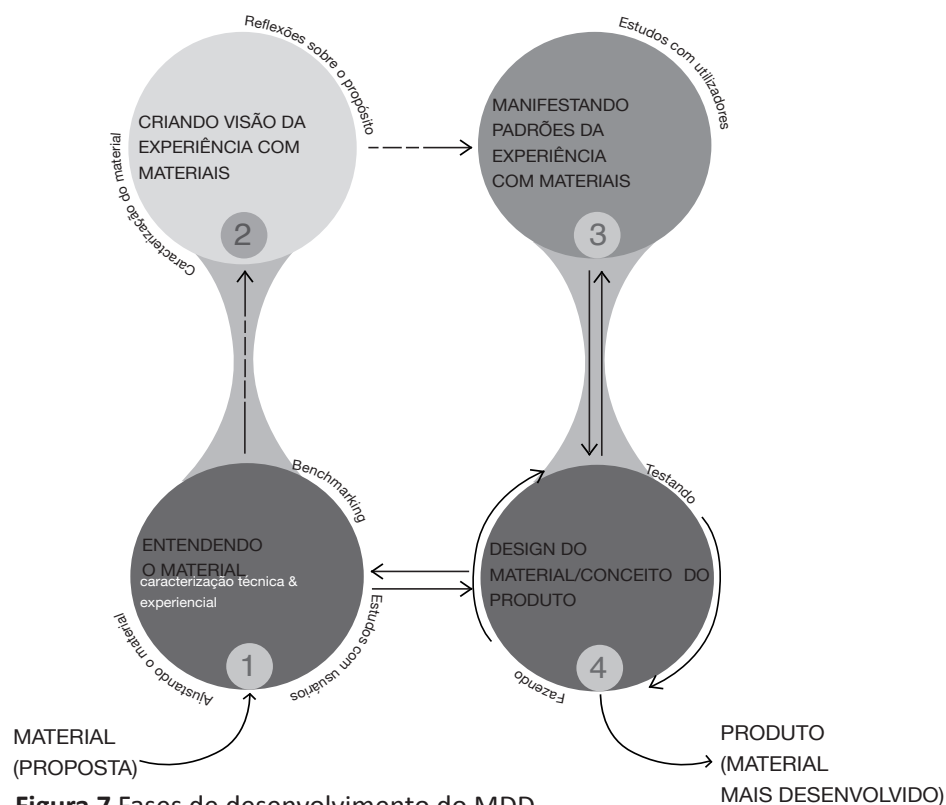 Reflexões sobre o propósito
Estudos com utilizadores
CRIANDO VISÃO DA
EXPERIÊNCIA COM
MATERIAIS
MANIFESTANDO
PADRÕES DA
EXPERIÊNCIA
COM MATERIAIS
Caracterização do material
2
3
Benchmarking
Testando
ENTENDENDO
O MATERIAL
caracterização técnica &
experiencial
DESIGN DO
MATERIAL/CONCEITO DO
PRODUTO
Ajustando o material
Estudos com usuários
1
Fazendo
4
MATERIAL
(PROPOSTA)
PRODUTO
(MATERIAL
MAIS DESENVOLVIDO)
Figura 7 Fases de desenvolvimento do MDD